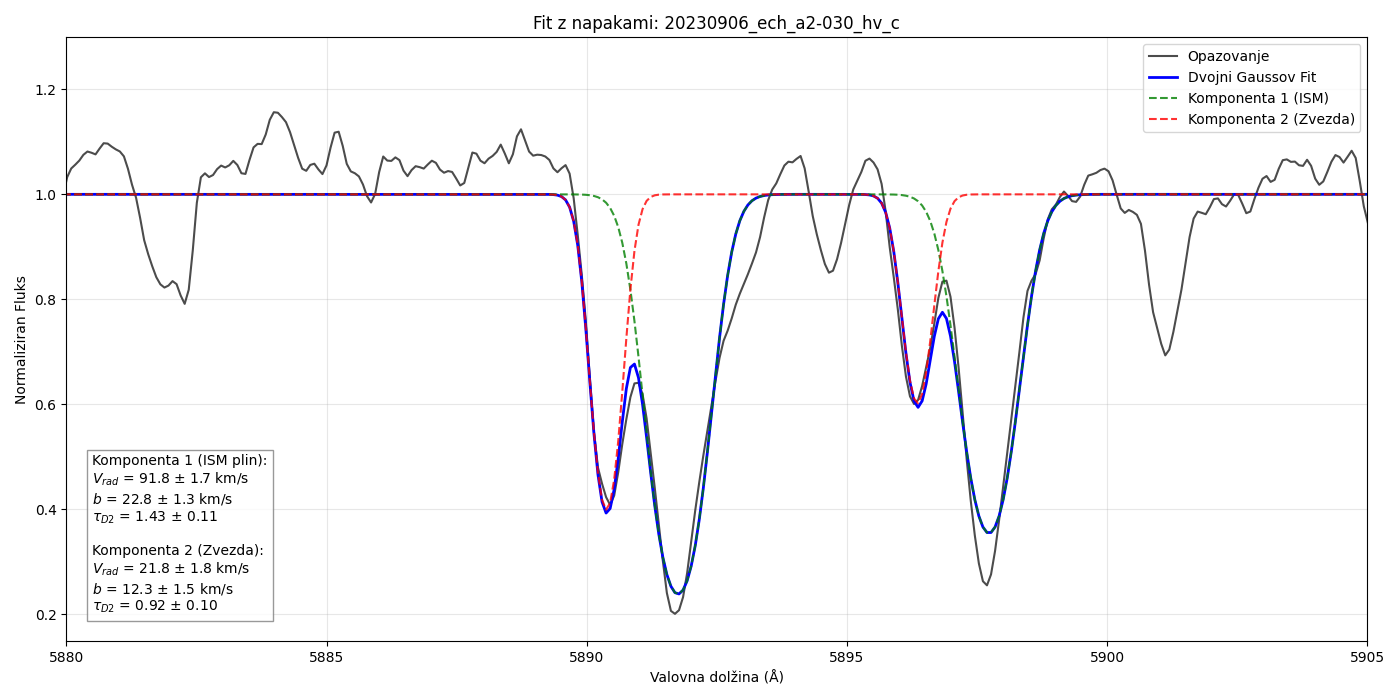 Fit z napakami: 20230906_ech_a2-030_hv_c
Opazovanje
Dvojni Gaussov Fit
Komponenta 1 (ISM)
Komponenta 2 (Zvezda)
Normaliziran Fluks
1.2
1.0
0.8
0.6
0.4
0.2
Komponenta 1 (ISM plin):
V_rad = 91.8 ± 1.7 km/s
b = 22.8 ± 1.3 km/s
τ_D2 = 1.43 ± 0.11
Komponenta 2 (Zvezda):
V_rad = 21.8 ± 1.8 km/s
b = 12.3 ± 1.5 km/s
τ_D2 = 0.92 ± 0.10
5880 5885 5890 5895 5900 5905
Valovna dolžina (Å)